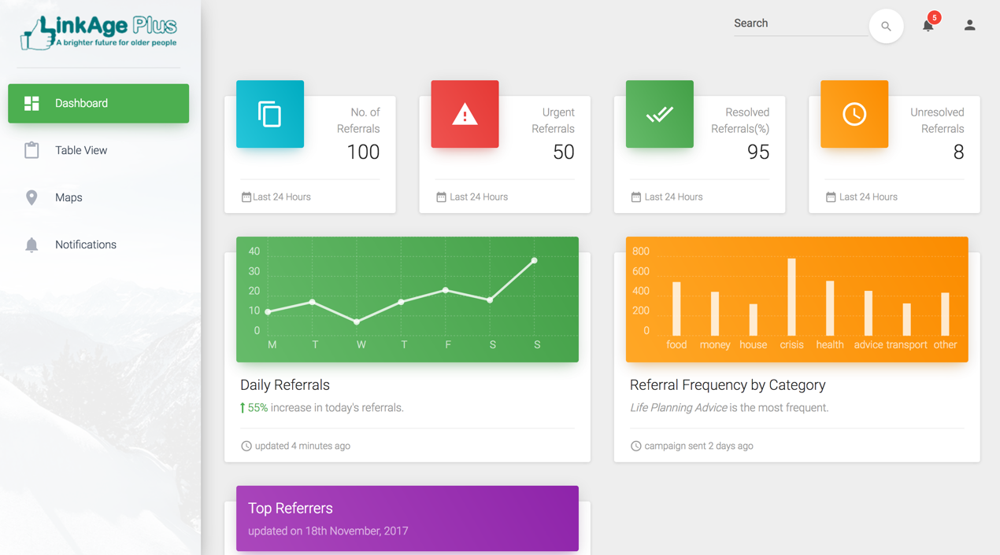 LinkAge Plus
A brighter future for older people
Dashboard
Table View
Maps
Notifications
Search
5
No. of
Referrals
100
Last 24 Hours
Urgent
Referrals
50
Last 24 Hours
Resolved
Referrals(%)
95
Last 24 Hours
Unresolved
Referrals
8
Last 24 Hours
40
30
20
10
0
M T W T F S S
Daily Referrals
55% increase in today's referrals.
updated 4 minutes ago
800
600
400
200
0
food money house crisis health advice transport other
Referral Frequency by Category
Life Planning Advice is the most frequent.
campaign sent 2 days ago
Top Referrers
updated on 18th November, 2017